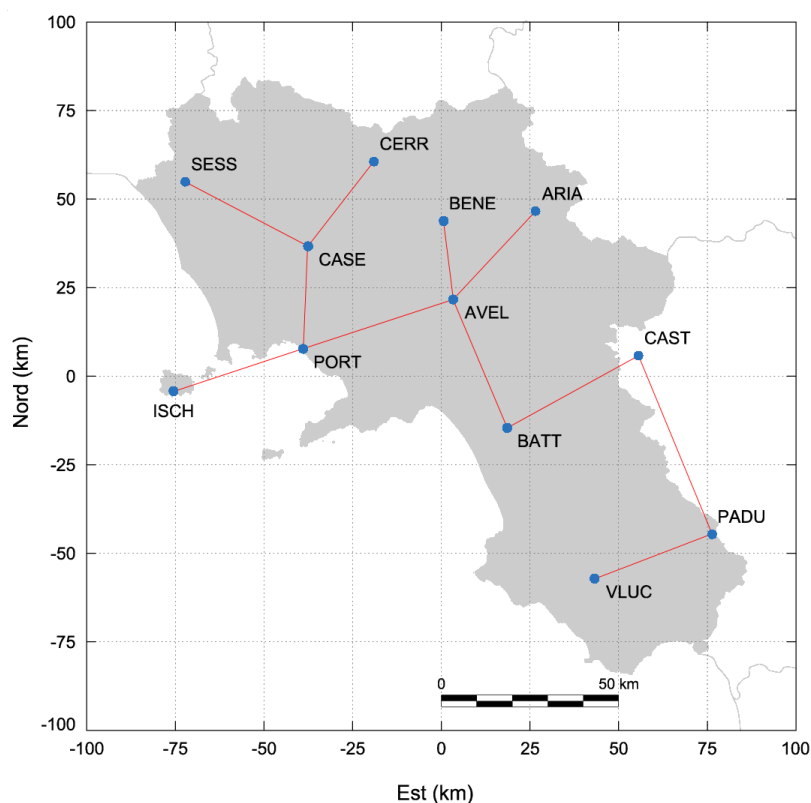 100
75
50
25
0
-25
-50
-75
-100
Nord (km)
SESS
CERR
BENE
ARIA
CASE
AVEL
CAST
PORT
ISCH
BATT
PADU
VLUC
0 50 km
-100 -75 -50 -25 0 25 50 75 100
Est (km)